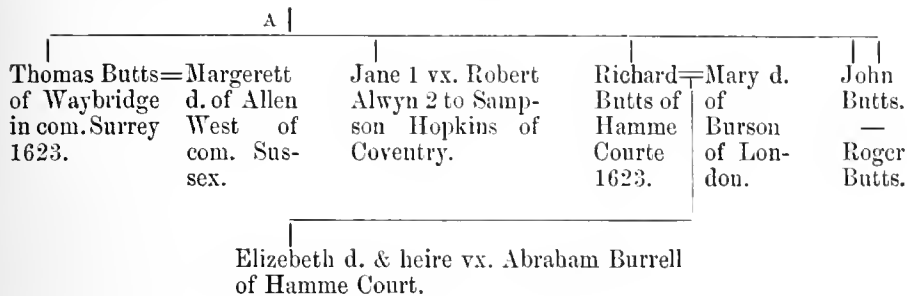 A
Thomas Butts=Margerett
of Waybridge
in com. Surrey
1623.
d. of Allen
West of
com. Sus-
sex.
Jane 1 vx. Robert
Alwyn 2 to Samp-
son Hopkins of
Coventry.
Richard=Mary d.
Butts of
Hamme
Courte
1623.
of
Burson
of Lon-
don.
John
Butts.
—
Roger
Butts.
Elizebeth d. & heire vx. Abraham Burrell
of Hamme Court.